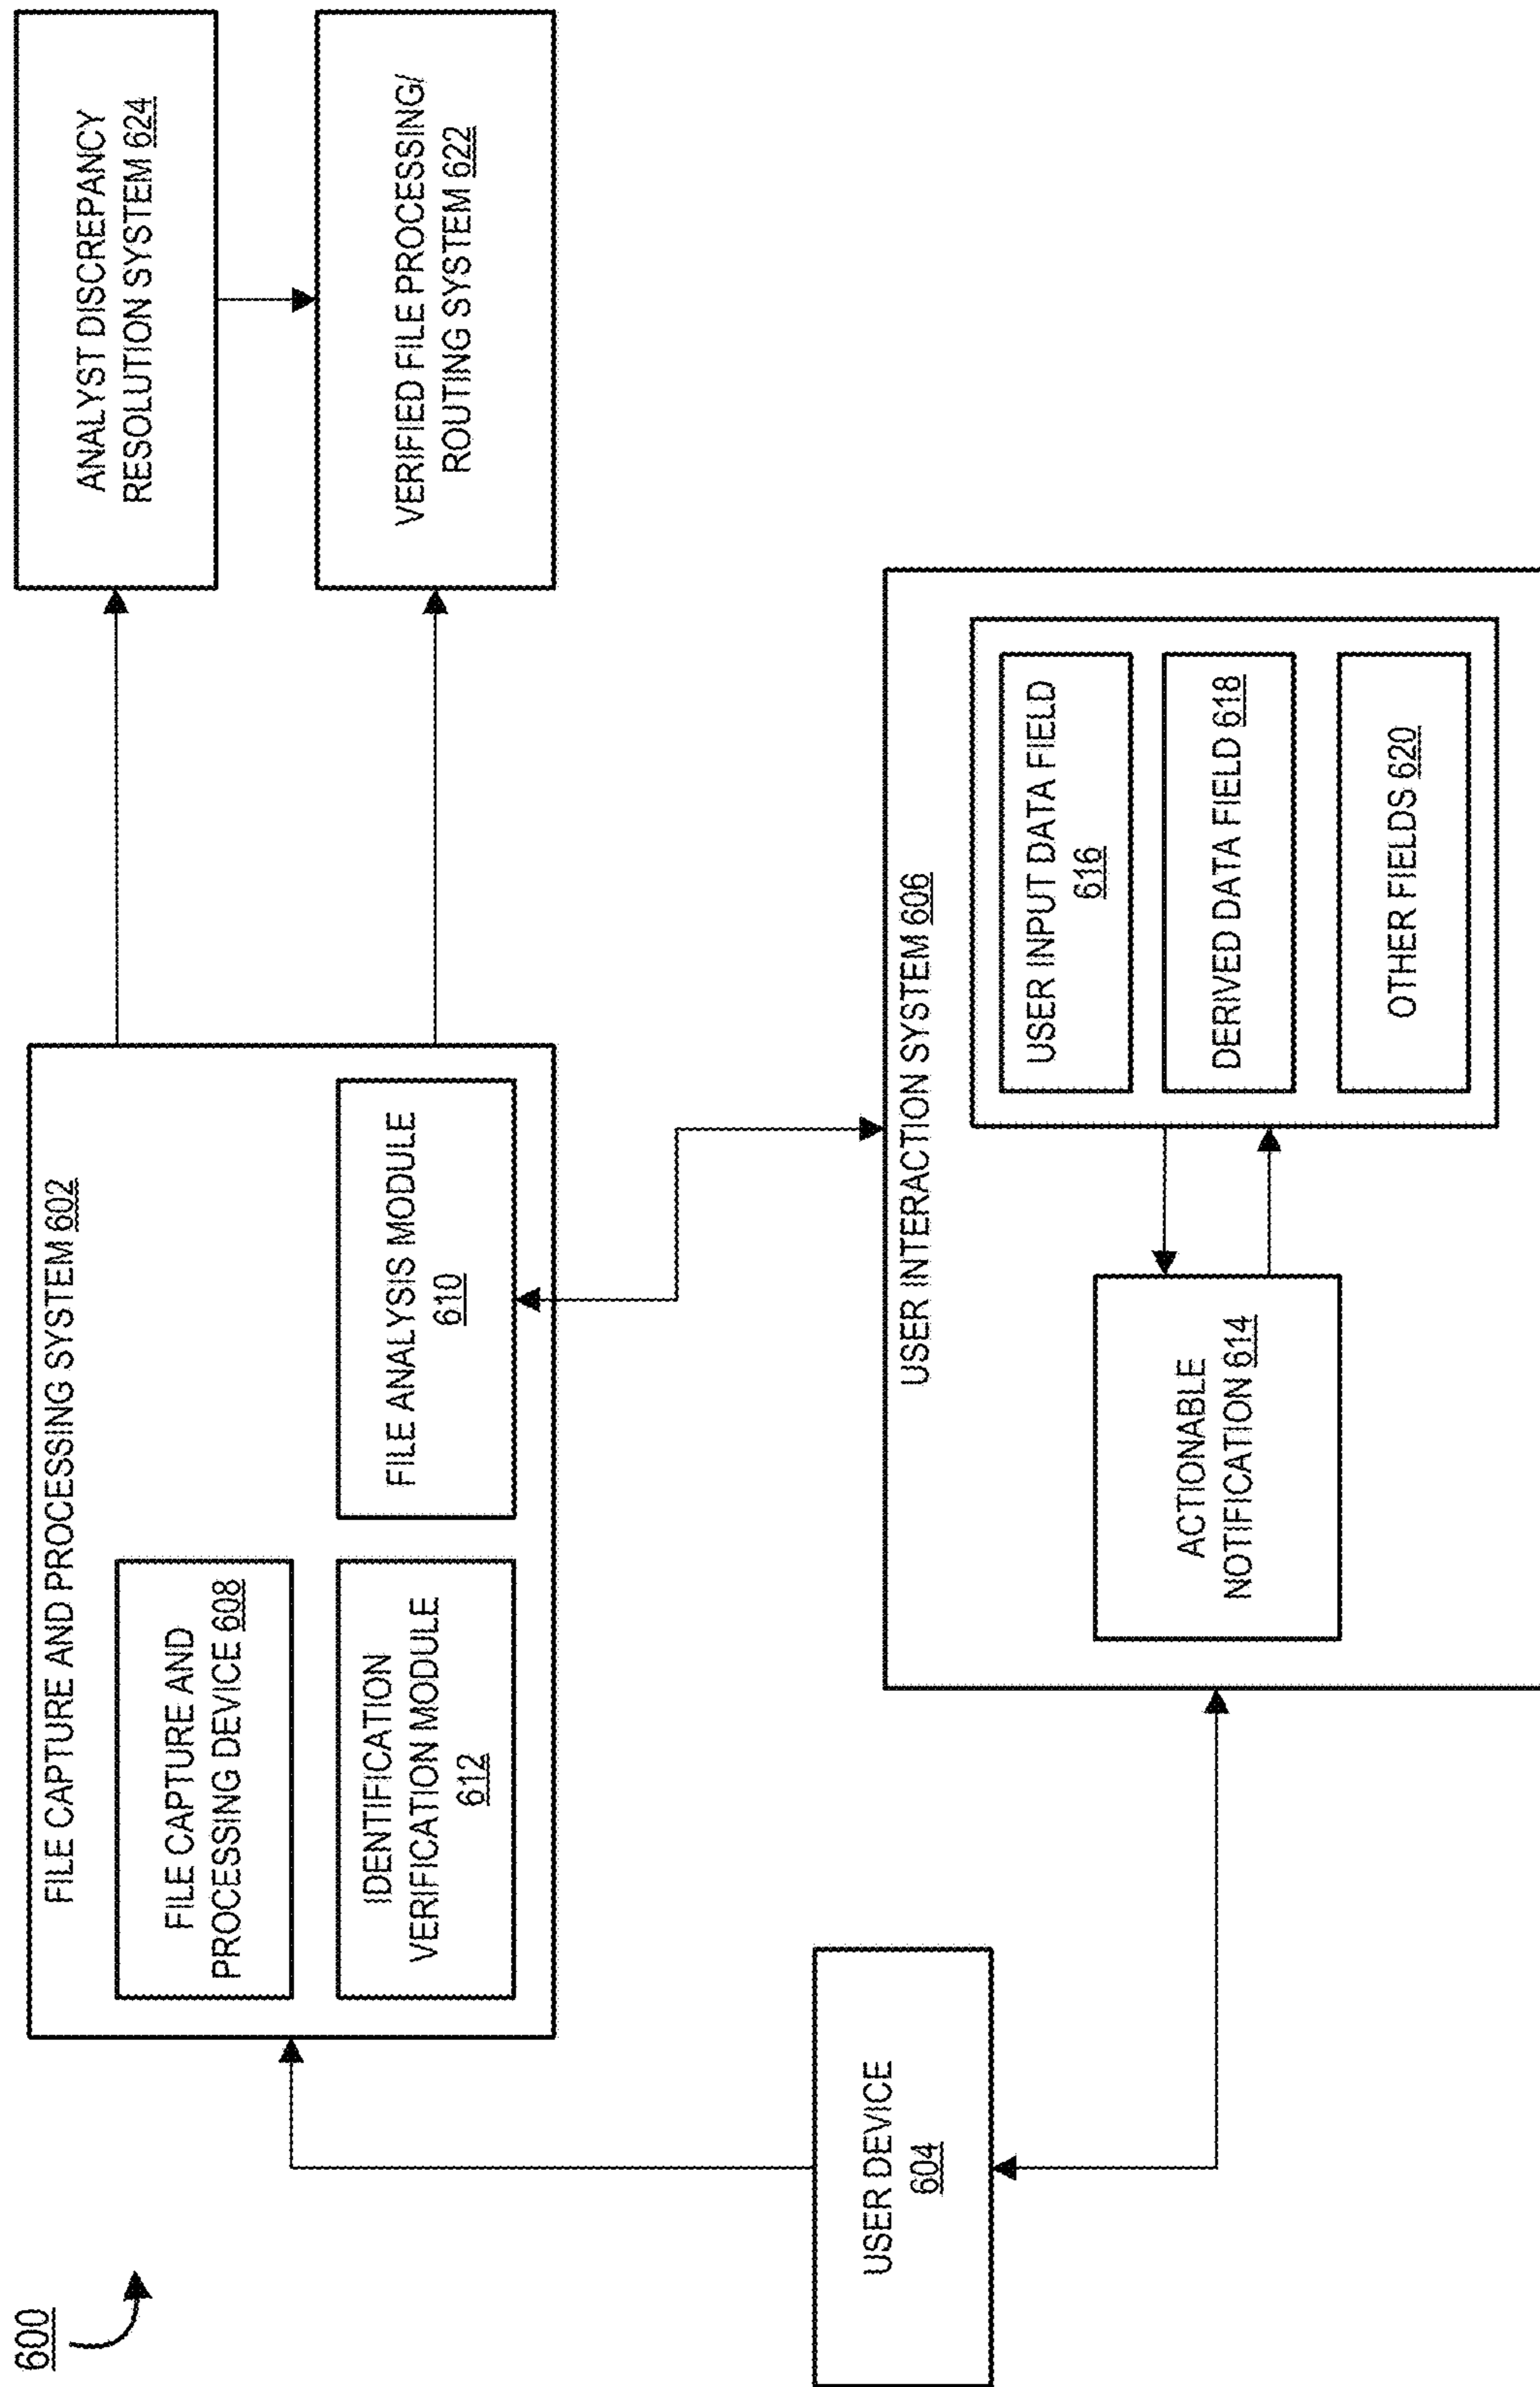 600
FILE CAPTURE AND PROCESSING SYSTEM 602
FILE CAPTURE AND
PROCESSING DEVICE 608
IDENTIFICATION
VERIFICATION MODULE
612
FILE ANALYSIS MODULE
610
ANALYST DISCREPANCY
RESOLUTION SYSTEM 624
VERIFIED FILE PROCESSING/
ROUTING SYSTEM 622
USER DEVICE
604
USER INTERACTION SYSTEM 606
ACTIONABLE
NOTIFICATION 614
USER INPUT DATA FIELD
616
DERIVED DATA FIELD 618
OTHER FIELDS 620